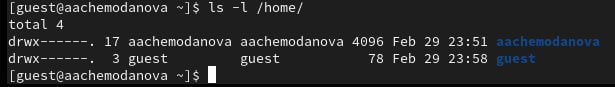 [guest@aachemodanova ~]$ ls -l /home/
total 4
drwx------. 17 aachemodanova aachemodanova 4096 Feb 29 23:51 aachemodanova
drwx------.  3 guest         guest           78 Feb 29 23:58 guest
[guest@aachemodanova ~]$